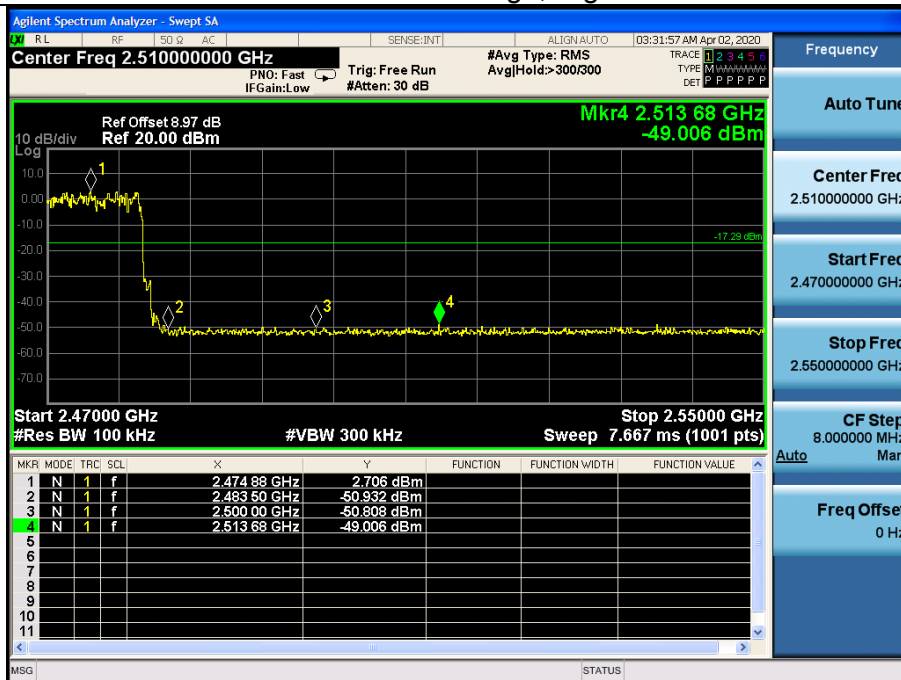 Agilent Spectrum Analyzer - Swept SA
LXI RL RF 50 Ω AC SENSE:INT ALIGN AUTO 03:31:57 AM Apr 02, 2020
Center Freq 2.510000000 GHz
PNO: Fast
IFGain:Low
Trig: Free Run
#Atten: 30 dB
#Avg Type: RMS
Avg|Hold:>300/300
TRACE 1 2 3 4 5 6
TYPE M WWWWW
DET P P P P P P
Mkr4 2.513 68 GHz
-49.006 dBm
Ref Offset 8.97 dB
10 dB/div Ref 20.00 dBm
Log
10.0
0.00
-10.0
-20.0
-30.0
-40.0
-50.0
-60.0
-70.0
1
2
3
4
-17.29 dBm
Start 2.47000 GHz Stop 2.55000 GHz
#Res BW 100 kHz #VBW 300 kHz Sweep 7.667 ms (1001 pts)
MKR MODE TRC SCL X Y FUNCTION FUNCTION WIDTH FUNCTION VALUE
1 N 1 f 2.474 88 GHz 2.706 dBm
2 N 1 f 2.483 50 GHz -50.932 dBm
3 N 1 f 2.500 00 GHz -50.808 dBm
4 N 1 f 2.513 68 GHz -49.006 dBm
5
6
7
8
9
10
11
MSG STATUS
Frequency
Auto Tune
Center Freq
2.510000000 GHz
Start Freq
2.470000000 GHz
Stop Freq
2.550000000 GHz
CF Step
8.000000 MHz
Auto Man
Freq Offset
0 Hz